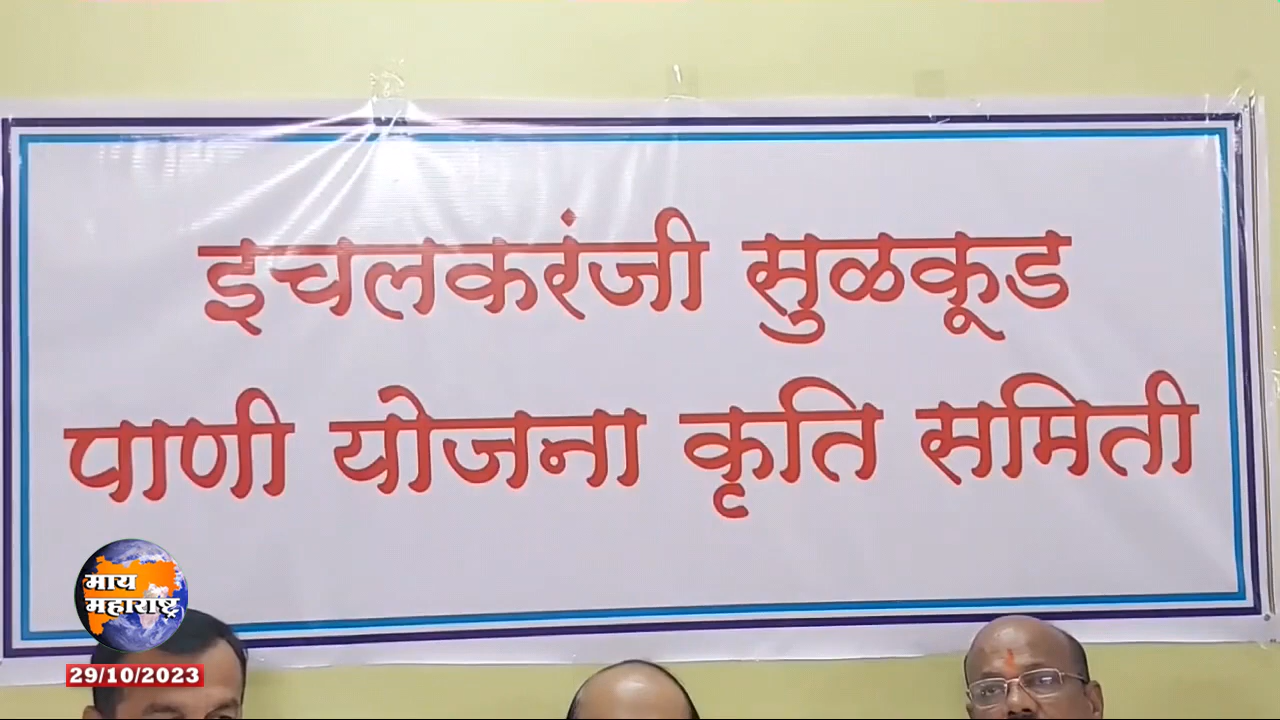 इचलकरंजी सुळकूड
पाणी योजना कृति समिती
माय
महाराष्ट्र
29/10/2023